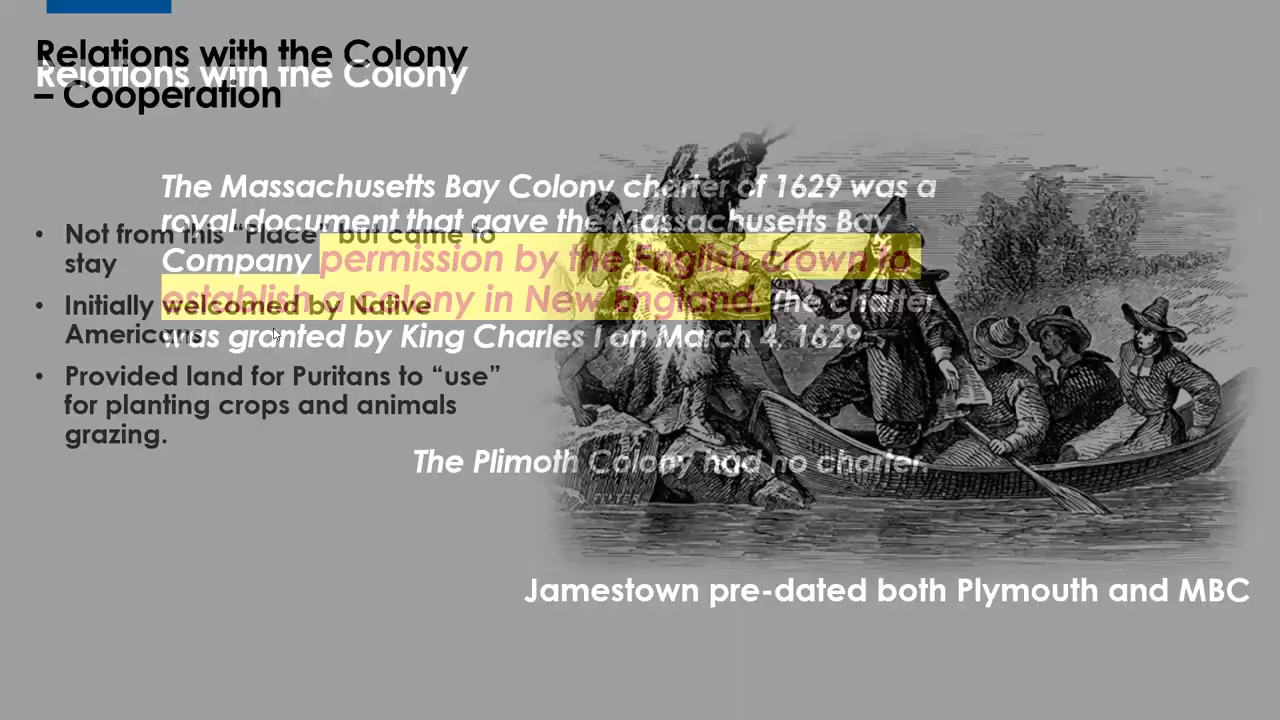 Relations with the Colony
– Cooperation
Relations with the Colony
The Massachusetts Bay Colony charter of 1629 was a
royal document that gave the Massachusetts Bay
Company permission by the English crown to
establish a colony in New England. The charter
was granted by King Charles I on March 4, 1629.
• Not from this “Place” but came to
stay
• Initially welcomed by Native
Americans
• Provided land for Puritans to “use”
for planting crops and animals
grazing.
The Plimoth Colony had no charter.
Jamestown pre-dated both Plymouth and MBC